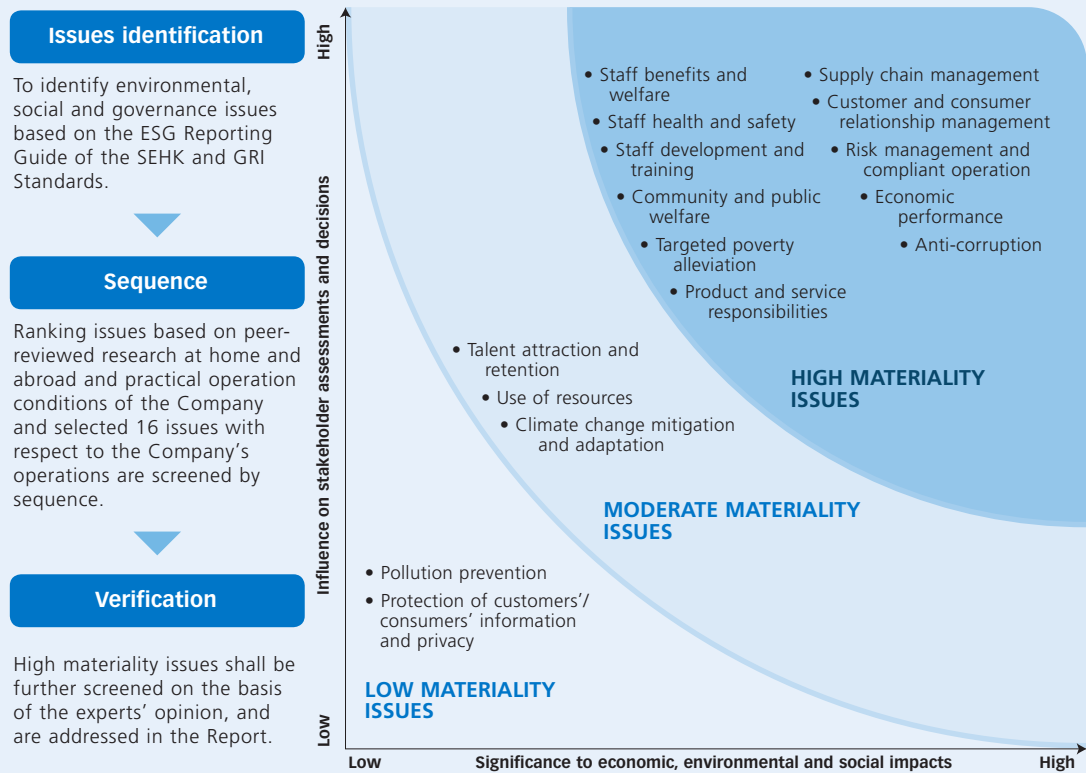 Issues identification
To identify environmental,
social and governance issues
based on the ESG Reporting
Guide of the SEHK and GRI
Standards.
Sequence
Ranking issues based on peer-
reviewed research at home and
abroad and practical operation
conditions of the Company
and selected 16 issues with
respect to the Company's
operations are screened by
sequence.
Verification
High materiality issues shall be
further screened on the basis
of the experts' opinion, and
are addressed in the Report.
High
Influence on stakeholder assessments and decisions
Low
• Staff benefits and
welfare
• Staff health and safety
• Staff development and
training
• Community and public
welfare
• Targeted poverty
alleviation
• Product and service
responsibilities
• Supply chain management
• Customer and consumer
relationship management
• Risk management and
compliant operation
• Economic
performance
• Anti-corruption
HIGH MATERIALITY
ISSUES
• Talent attraction and
retention
• Use of resources
• Climate change mitigation
and adaptation
MODERATE MATERIALITY
ISSUES
• Pollution prevention
• Protection of customers'/
consumers' information
and privacy
LOW MATERIALITY
ISSUES
Low
Significance to economic, environmental and social impacts
High